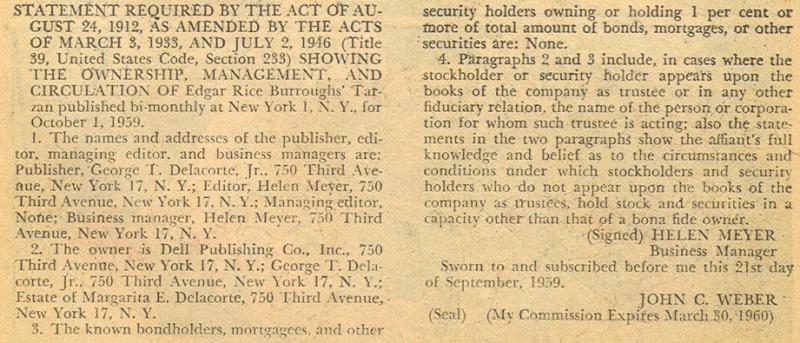 STATEMENT REQUIRED BY THE ACT OF AU-
GUST 24, 1912, AS AMENDED BY THE ACTS
OF MARCH 3, 1933, AND JULY 2, 1946 (Title
39, United States Code, Section 233) SHOWING
THE OWNERSHIP, MANAGEMENT, AND
CIRCULATION OF Edgar Rice Burroughs' Tar-
zan published bi-monthly at New York 1, N. Y., for
October 1, 1959.
1. The names and addresses of the publisher, edi-
tor, managing editor, and business managers are:
Publisher, George T. Delacorte, Jr., 750 Third Ave-
nue, New York 17, N. Y.; Editor, Helen Meyer, 750
Third Avenue, New York 17, N. Y.; Managing editor,
None; Business manager, Helen Meyer, 750 Third
Avenue, New York 17, N. Y.
2. The owner is Dell Publishing Co., Inc., 750
Third Avenue, New York 17, N. Y.; George T. Dela-
corte, Jr., 750 Third Avenue, New York 17, N. Y.;
Estate of Margarita E. Delacorte, 750 Third Avenue,
New York 17, N. Y.
3. The known bondholders, mortgagees, and other
security holders owning or holding 1 per cent or
more of total amount of bonds, mortgages, or other
securities are: None.
4. Paragraphs 2 and 3 include, in cases where the
stockholder or security holder appears upon the
books of the company as trustee or in any other
fiduciary relation, the name of the person or corpora-
tion for whom such trustee is acting; also the state-
ments in the two paragraphs show the affiant's full
knowledge and belief as to the circumstances and
conditions under which stockholders and security
holders who do not appear upon the books of the
company as trustees, hold stock and securities in a
capacity other than that of a bona fide owner.
(Signed) HELEN MEYER
Business Manager
Sworn to and subscribed before me this 21st day
of September, 1959.
JOHN C. WEBER
(Seal) (My Commission Expires March 30, 1960)